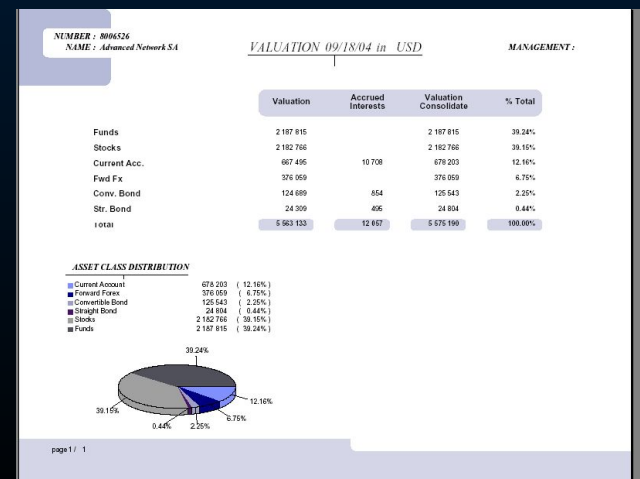 NUMBER : 8006526
NAME : Advanced Network SA
VALUATION 09/18/04 in USD
MANAGEMENT :
Valuation Accrued Interests Valuation Consolidate % Total
Funds 2 187 815 2 187 815 39.24%
Stocks 2 182 766 2 182 766 39.15%
Current Acc. 667 495 10 708 678 203 12.16%
Fwd Fx 376 059 376 059 6.75%
Conv. Bond 124 689 854 125 543 2.25%
Str. Bond 24 309 495 24 804 0.44%
Total 5 563 133 12 057 5 575 190 100.00%
ASSET CLASS DISTRIBUTION
Current Account 678 203 ( 12.16% )
Forward Forex 376 059 ( 6.75% )
Convertible Bond 125 543 ( 2.25% )
Straight Bond 24 804 ( 0.44% )
Stocks 2 182 766 ( 39.15% )
Funds 2 187 815 ( 39.24% )
39.24%
12.16%
39.15%
6.75%
0.44% 2.25%
page 1 / 1